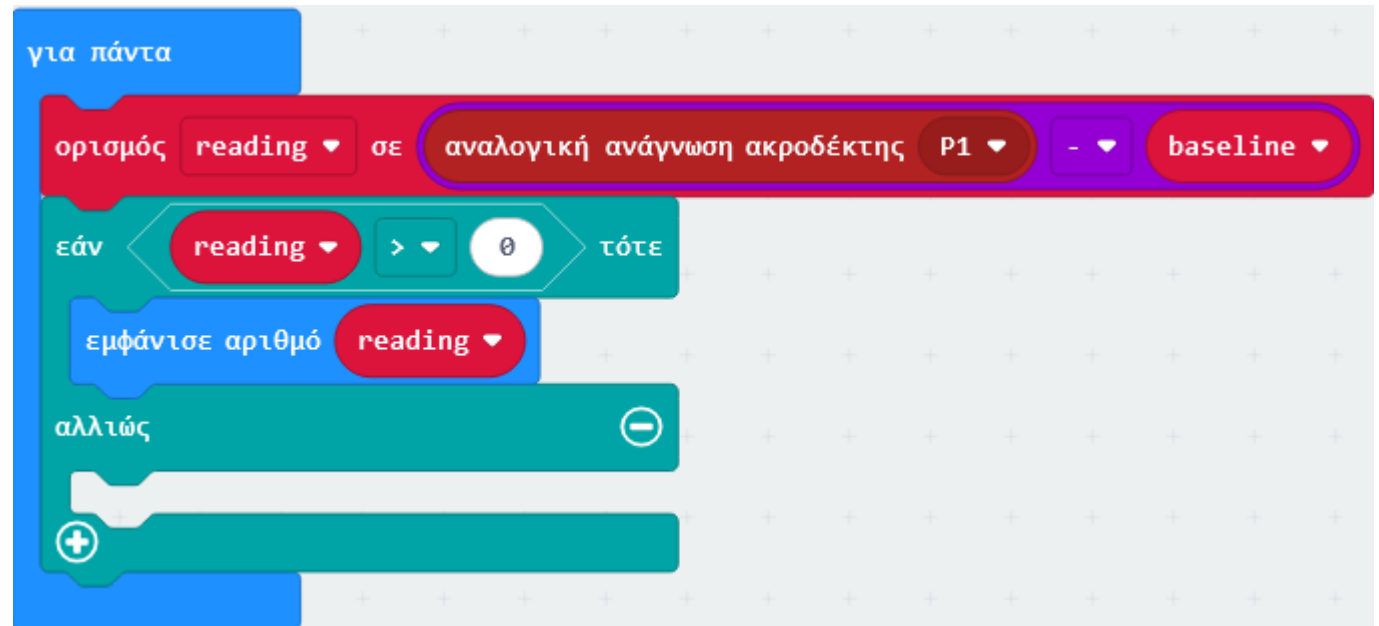 για πάντα
ορισμός reading σε αναλογική ανάγνωση ακροδέκτης P1 - baseline
εάν reading > 0 τότε
εμφάνισε αριθμό reading
αλλιώς